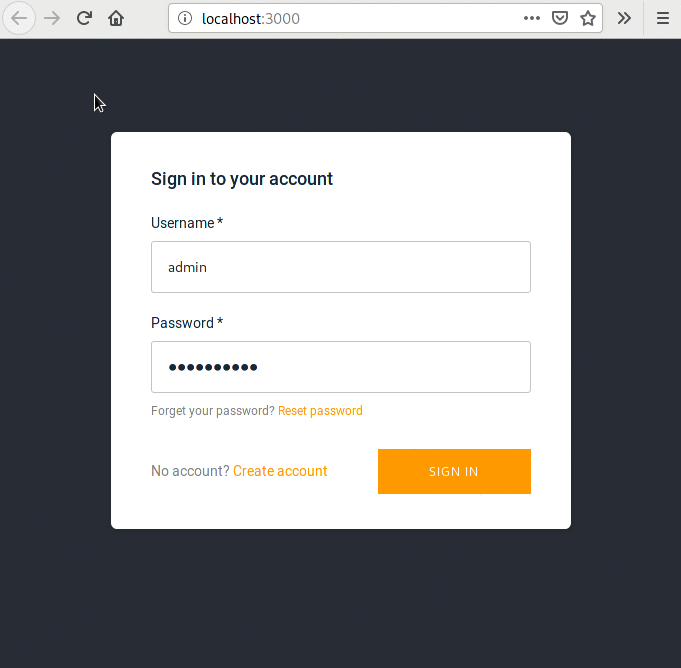 localhost:3000
Sign in to your account
Username *
admin
Password *
●●●●●●●●●●
Forget your password? Reset password
No account? Create account
SIGN IN